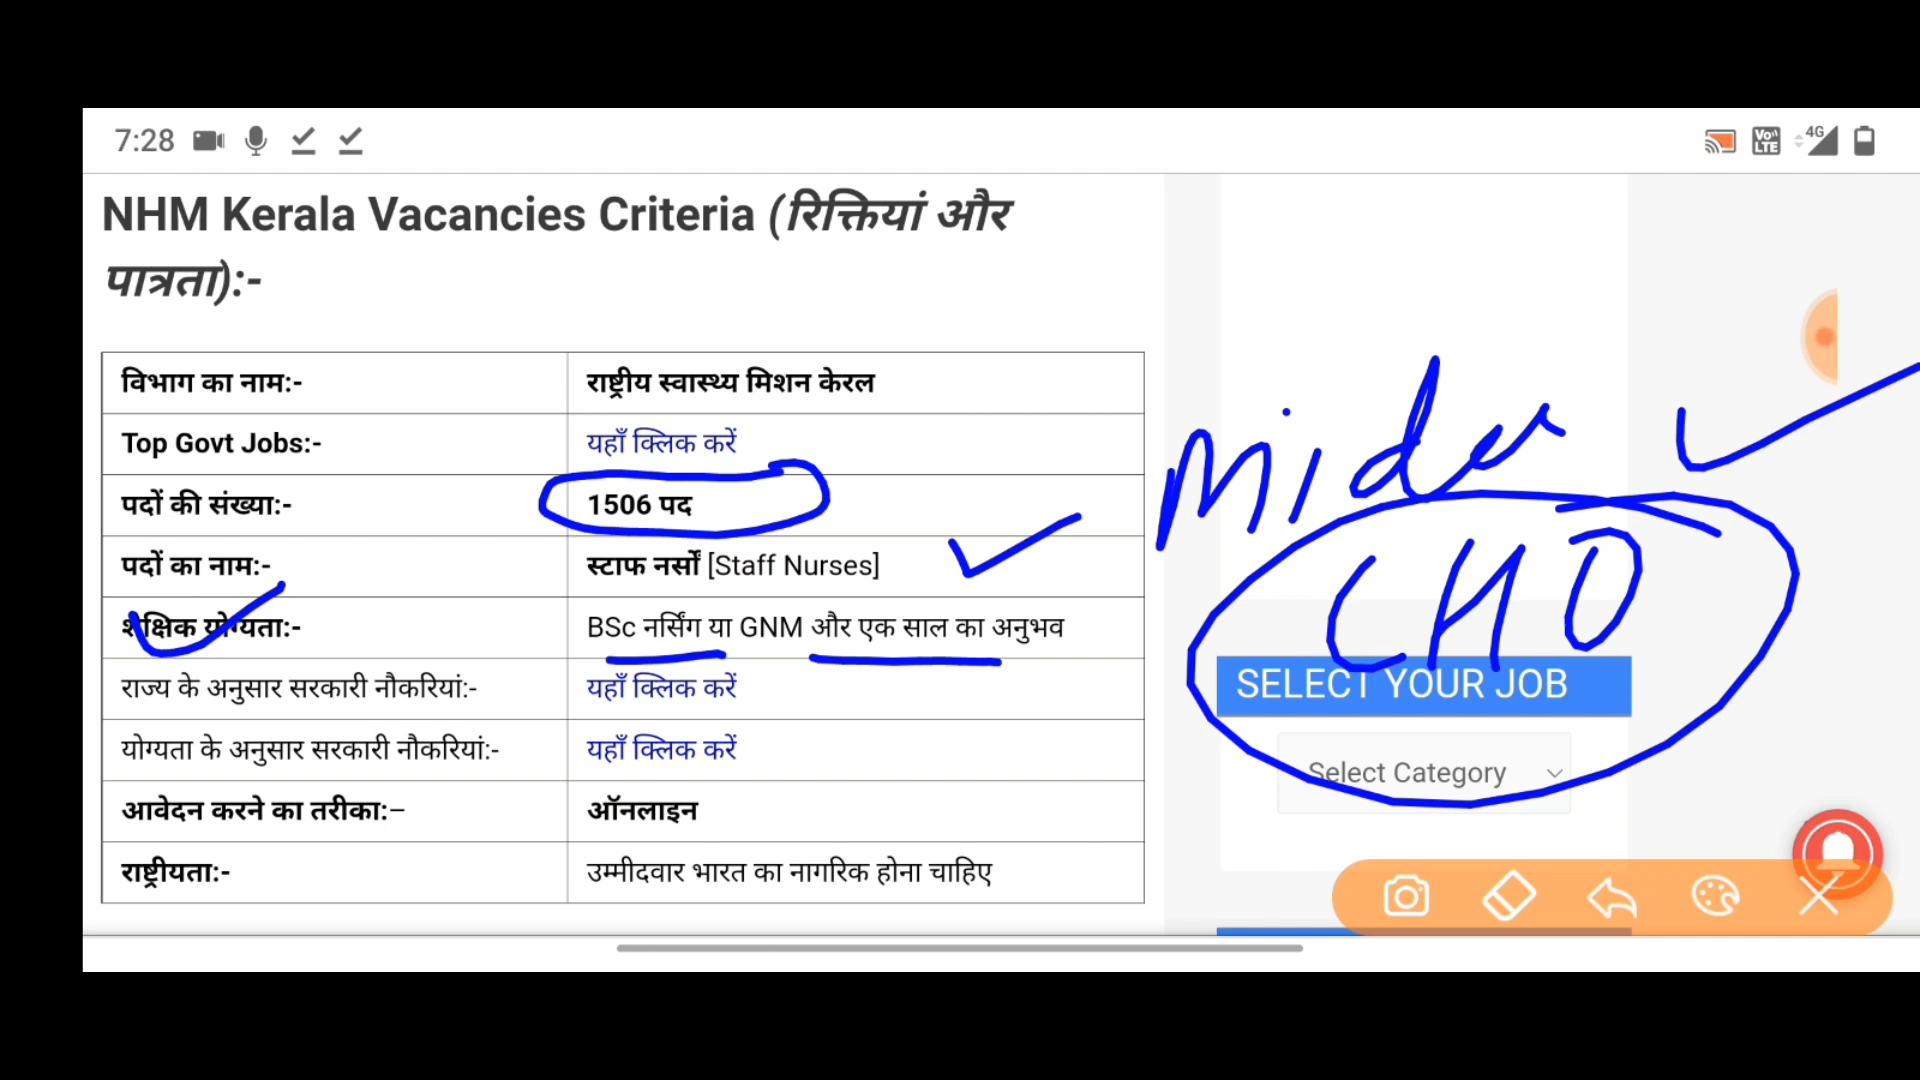 7:28
Vo LTE 4G
NHM Kerala Vacancies Criteria (रिक्तियां और
पात्रता):-
विभाग का नाम:- राष्ट्रीय स्वास्थ्य मिशन केरल
Top Govt Jobs:- यहाँ क्लिक करें
पदों की संख्या:- 1506 पद
पदों का नाम:- स्टाफ नर्सों [Staff Nurses]
शैक्षिक योग्यता:- BSc नर्सिंग या GNM और एक साल का अनुभव
राज्य के अनुसार सरकारी नौकरियां:- यहाँ क्लिक करें
योग्यता के अनुसार सरकारी नौकरियां:- यहाँ क्लिक करें
आवेदन करने का तरीका:– ऑनलाइन
राष्ट्रीयता:- उम्मीदवार भारत का नागरिक होना चाहिए
CHO
SELECT YOUR JOB
Select Category